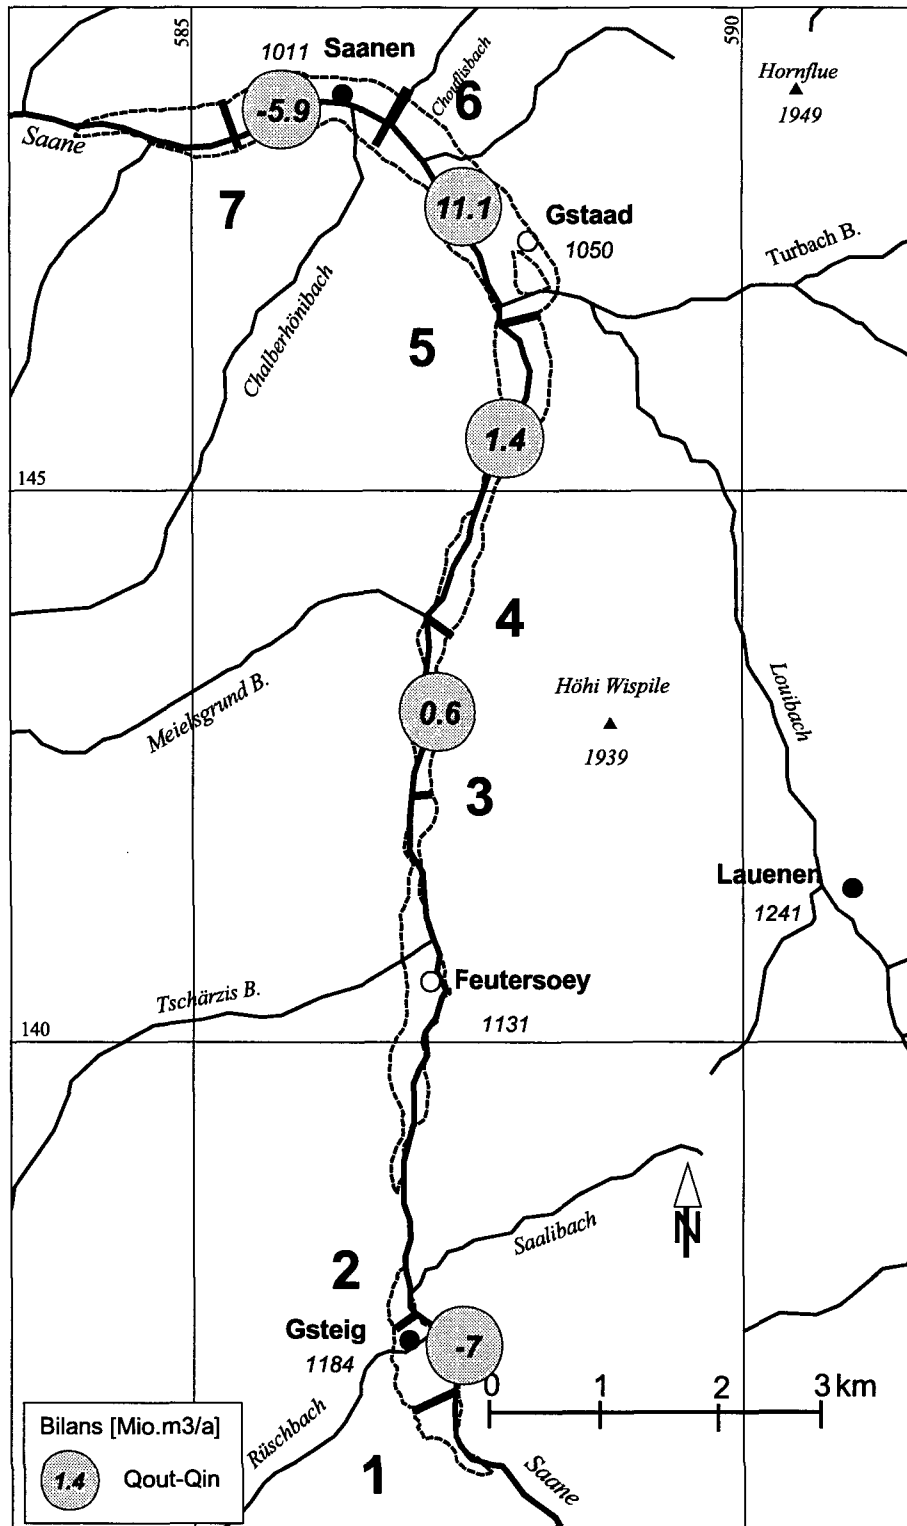 585
590
1011 Saanen
Chouflisbach
6
Hornflue
1949
-5.9
Saane
7
11.1
Gstaad
1050
Turbach B.
Chalberhönibach
5
1.4
145
4
Meielsgrund B.
0.6
Höhi Wispile
1939
Louibach
3
Lauenen
1241
Feutersoey
1131
Tschärzis B.
140
Saalibach
N
2
Gsteig
1184
-7
0 1 2 3 km
Rüschbach
1
Saane
Bilans [Mio.m3/a]
1.4 Qout-Qin